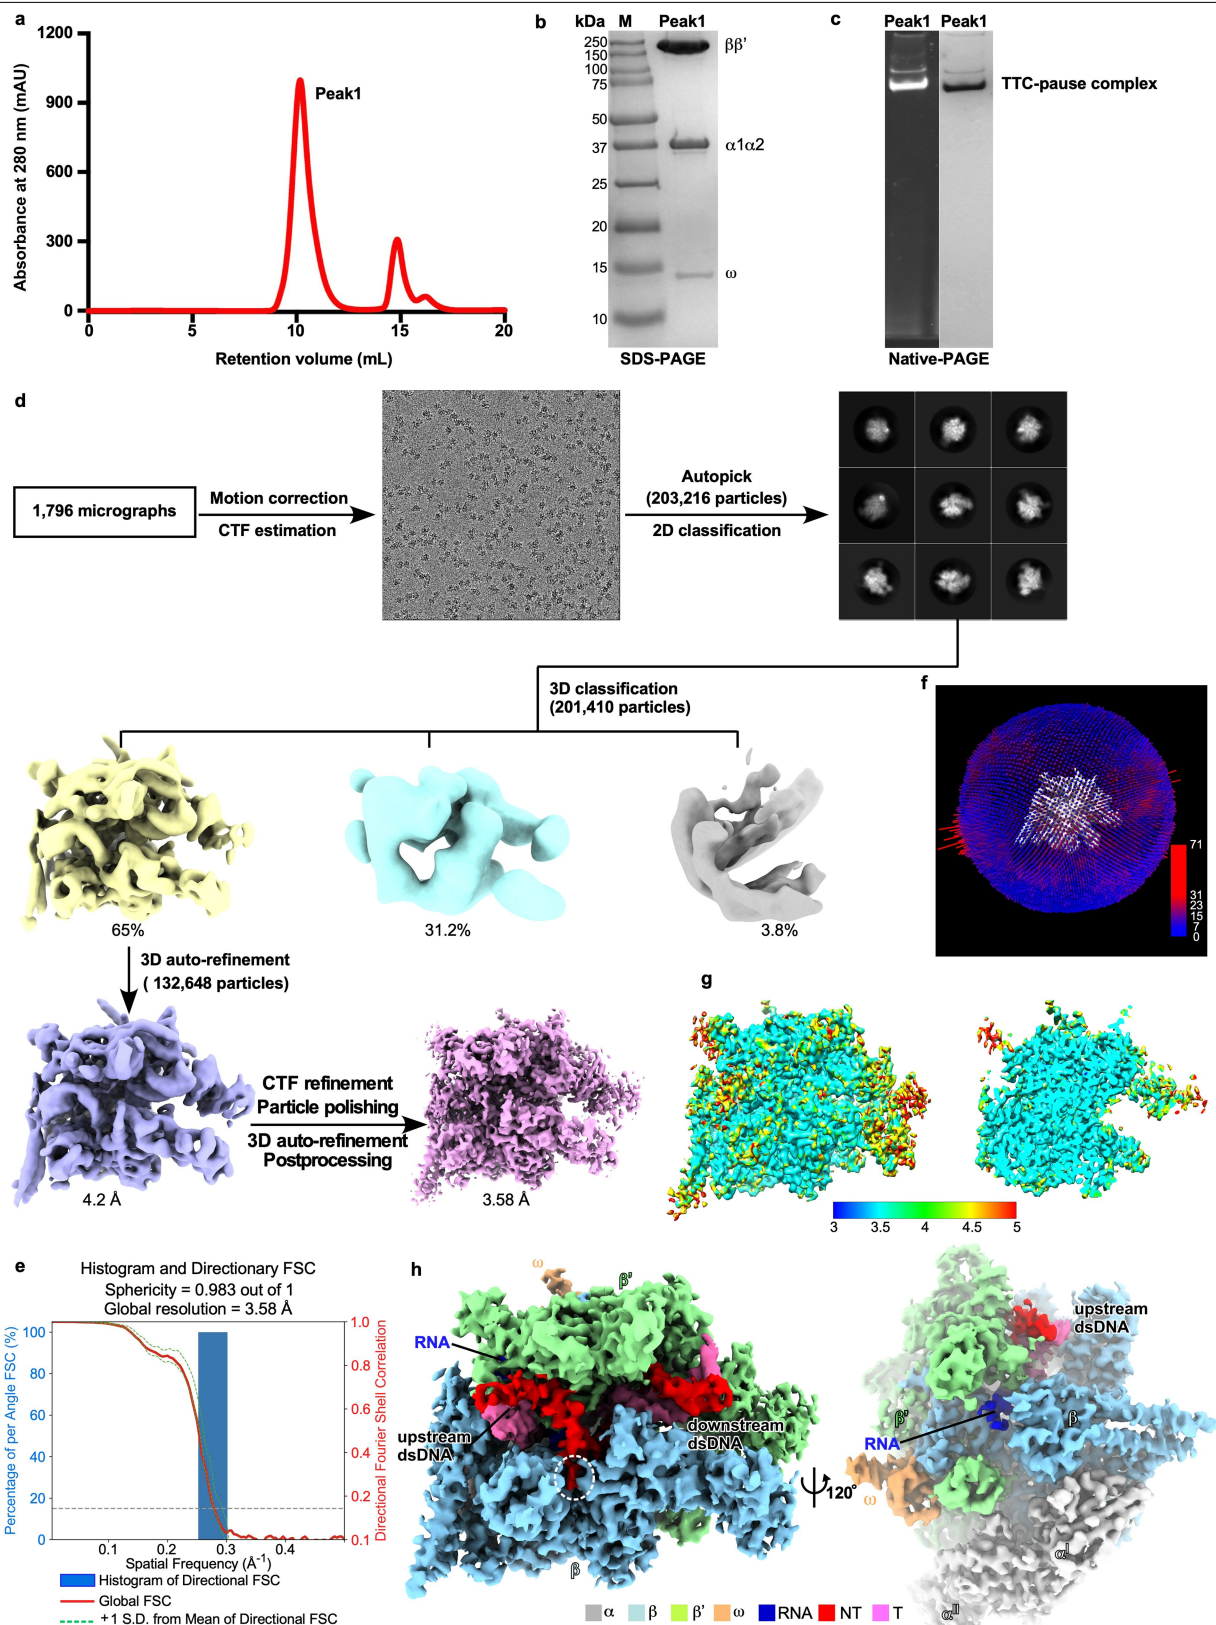 a
1200
900
600
300
0
Absorbance at 280 nm (mAU)
Peak1
0 5 10 15 20
Retention volume (mL)
b
kDa M Peak1
250
150
100
75
50
37
25
20
15
10
ββ’
α1α2
ω
SDS-PAGE
c
Peak1 Peak1
TTC-pause complex
Native-PAGE
d
1,796 micrographs
Motion correction
CTF estimation
Autopick
(203,216 particles)
2D classification
3D classification
(201,410 particles)
65%
31.2%
3.8%
3D auto-refinement
( 132,648 particles)
4.2 Å
CTF refinement
Particle polishing
3D auto-refinement
Postprocessing
3.58 Å
f
71
31
23
15
7
0
g
3 3.5 4 4.5 5
e
Histogram and Directionary FSC
Sphericity = 0.983 out of 1
Global resolution = 3.58 Å
Percentage of per Angle FSC (%)
100
80
60
40
20
0
1.0
0.8
0.6
0.4
0.2
0.1
Directional Fourier Shell Correlation
0.1 0.2 0.3 0.4
Spatial Frequency (Å-1)
Histogram of Directional FSC
Global FSC
+1 S.D. from Mean of Directional FSC
h
ω
β’
RNA
upstream
dsDNA
downstream
dsDNA
β
120°
upstream
dsDNA
β’
RNA
β
ω
αI
αII
α β β’ ω RNA NT T